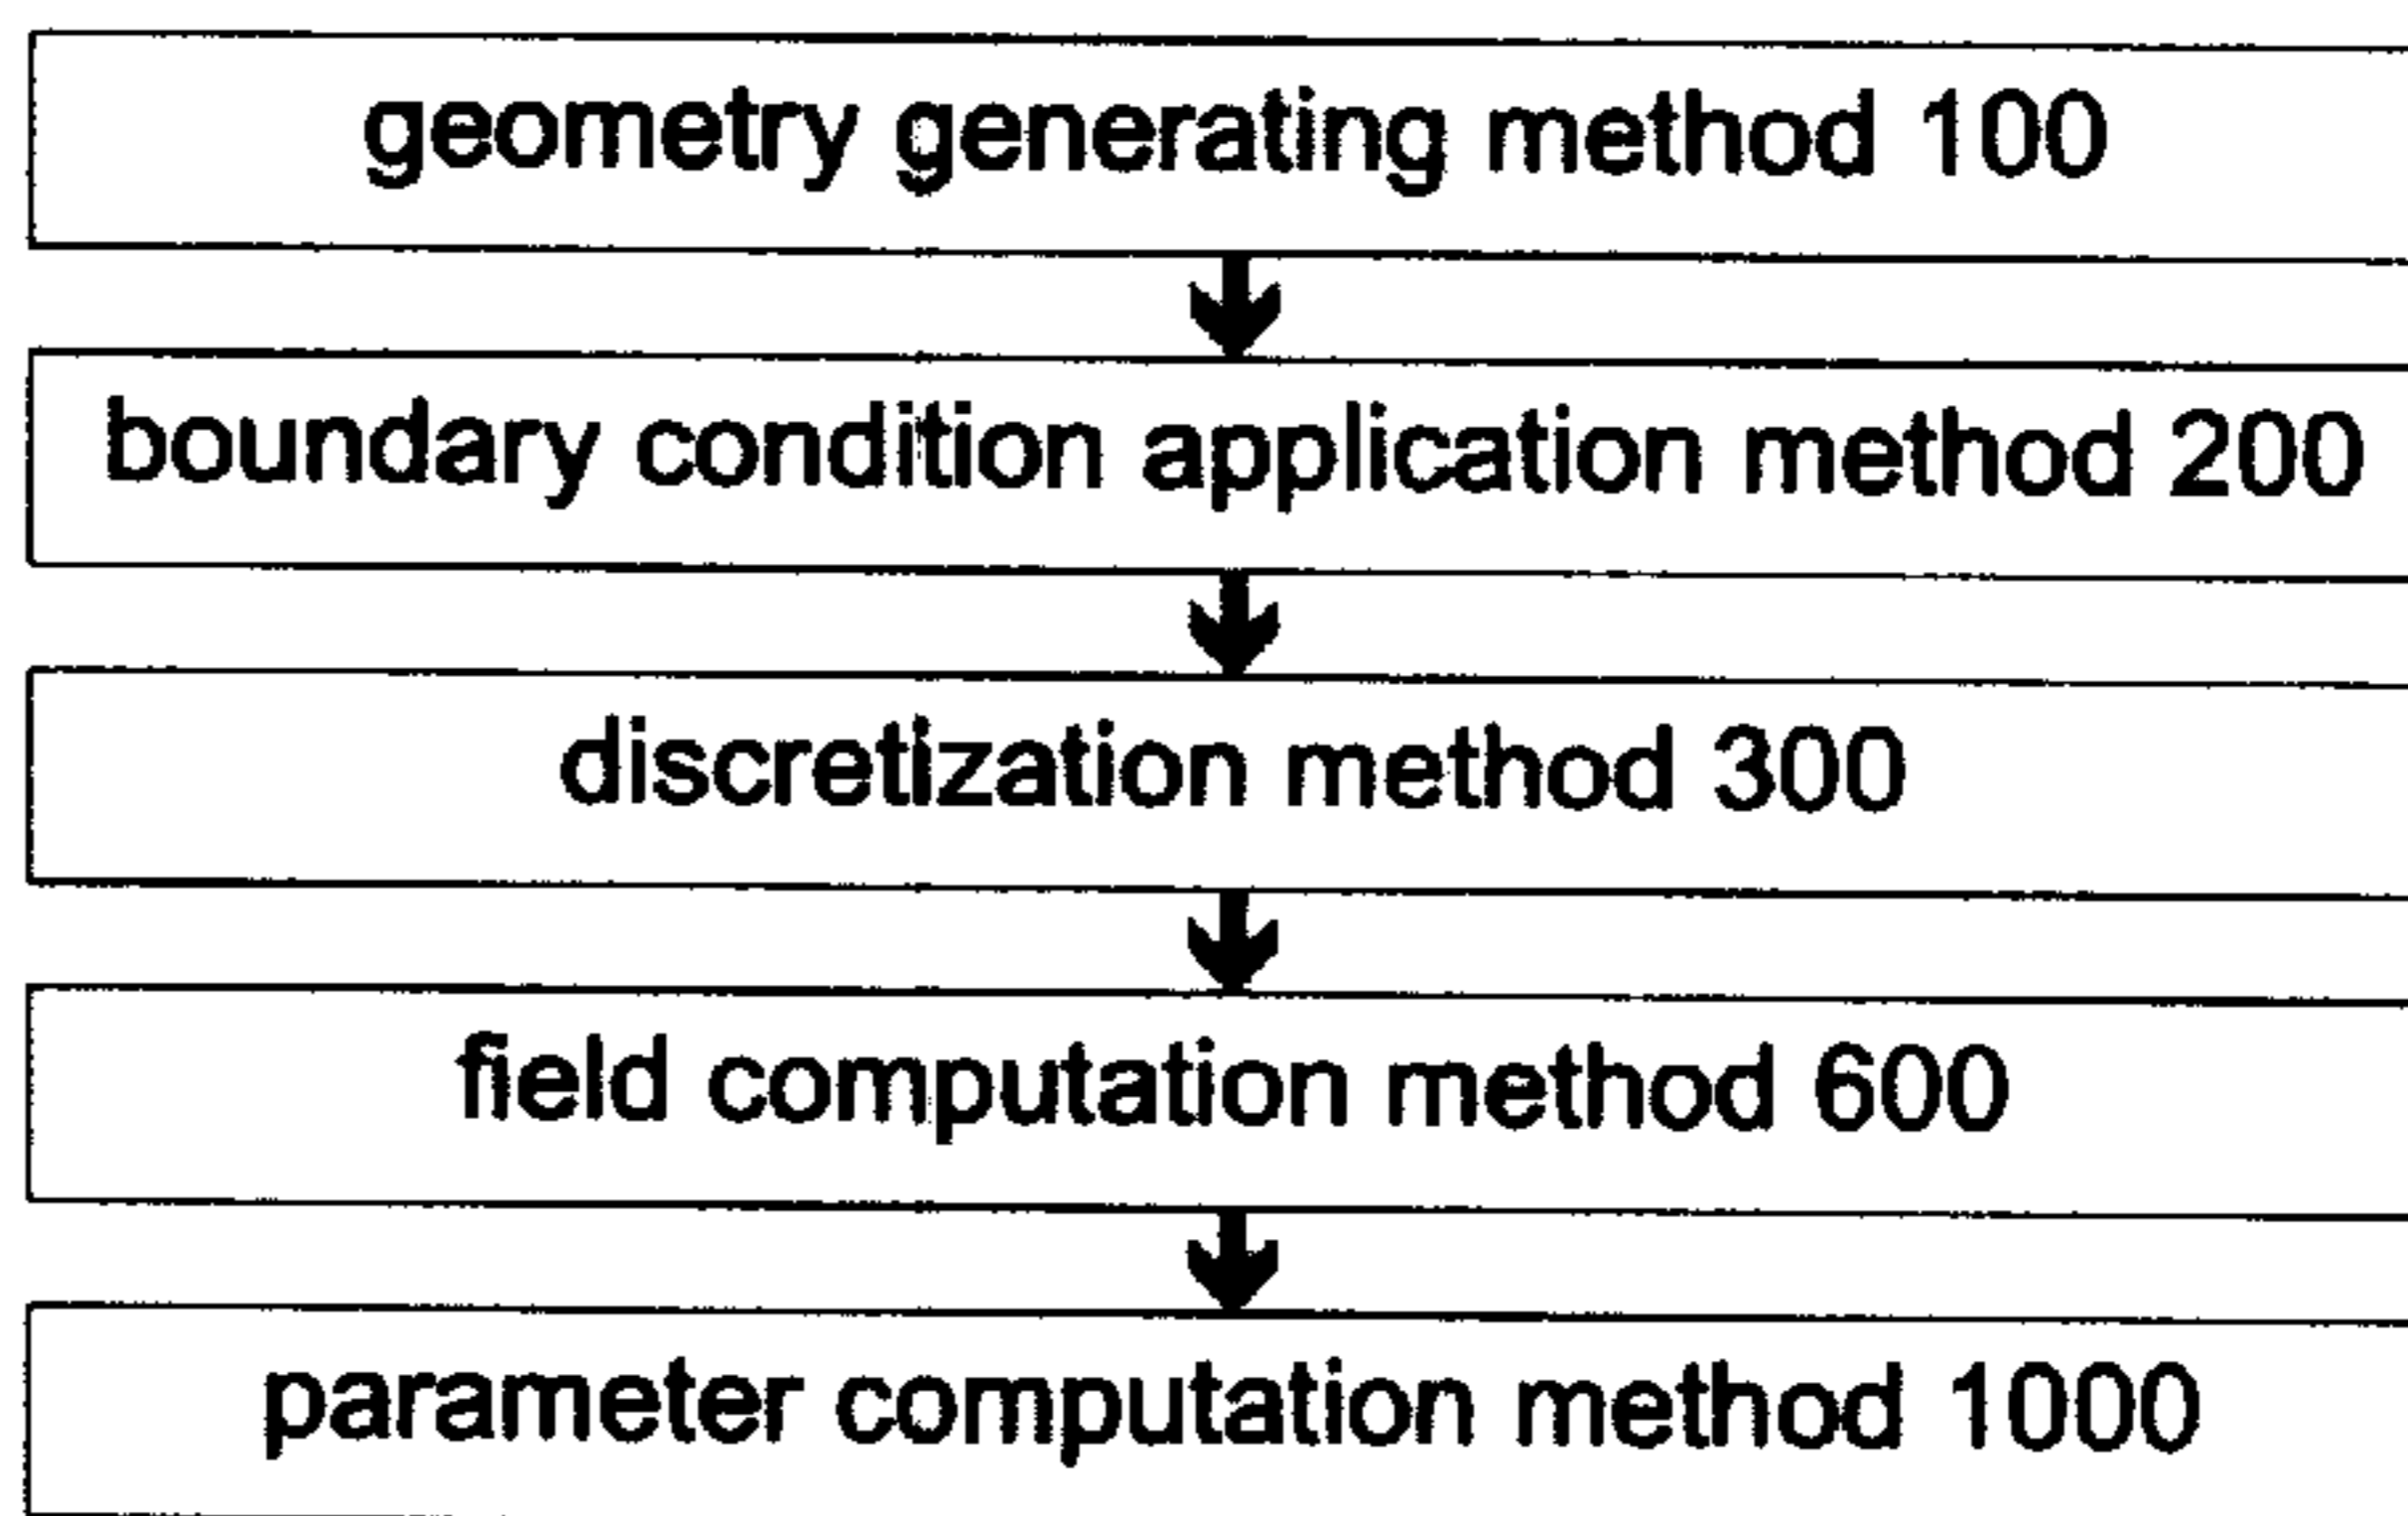 geometry generating method 100
boundary condition application method 200
discretization method 300
field computation method 600
parameter computation method 1000